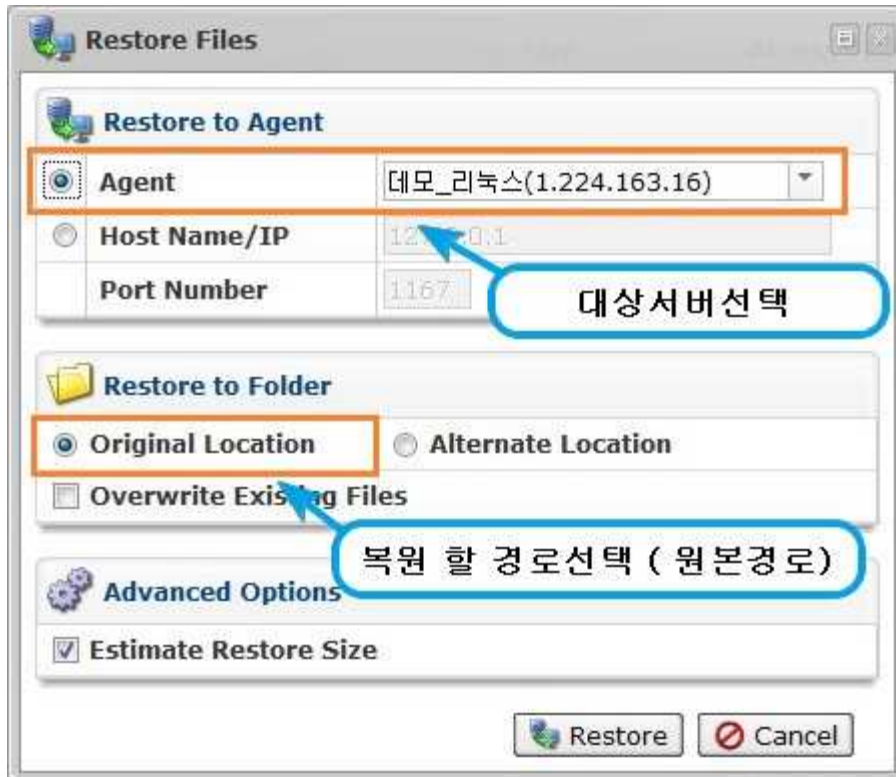 Restore Files
Restore to Agent
Agent
데모_리눅스(1.224.163.16)
Host Name/IP
Port Number
1167
대상서버선택
Restore to Folder
Original Location
Alternate Location
Overwrite Existing Files
복원 할 경로선택 ( 원본경로)
Advanced Options
Estimate Restore Size
Restore
Cancel